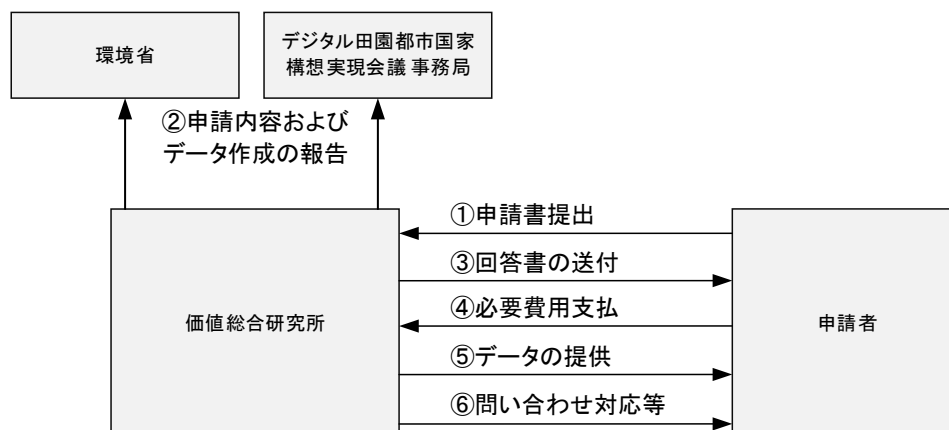 環境省
デジタル田園都市国家
構想実現会議 事務局
②申請内容および
データ作成の報告
①申請書提出
③回答書の送付
④必要費用支払
⑤データの提供
⑥問い合わせ対応等
価値総合研究所
申請者